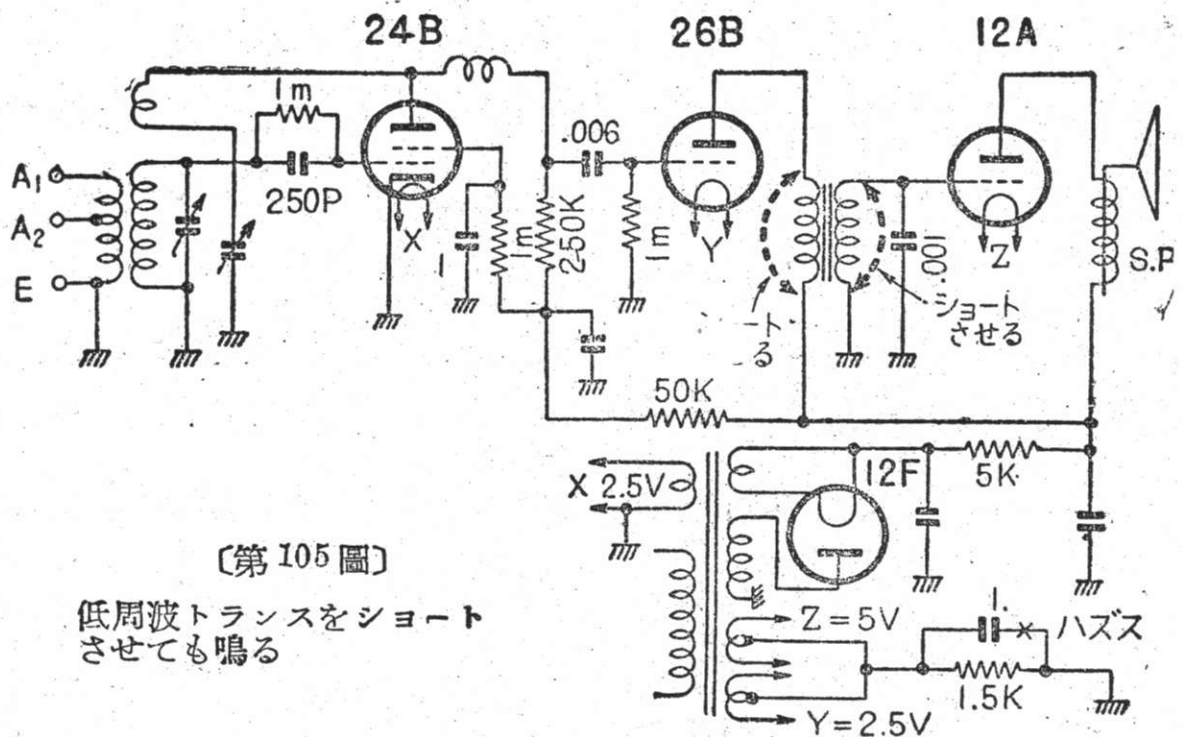 24B 26B 12A
1m
.006
A1
250P
A2
X
1
1m
250K
1m
Y
.001
Z
S.P
E
ート
る
ショート
させる
50K
X 2.5V
12F
5K
〔第105圖〕
低周波トランスをショート
させても鳴る
Z=5V
1.
× ハズス
1.5K
Y=2.5V